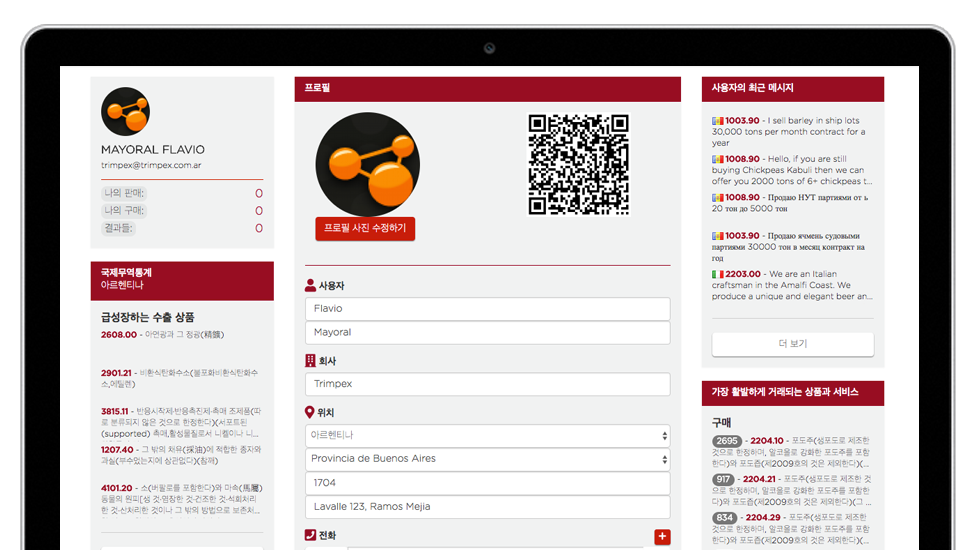 MAYORAL FLAVIO
trimpex@trimpex.com.ar
나의 판매: 0
나의 구매: 0
결과들: 0
국제무역통계
아르헨티나
급성장하는 수출 상품
2608.00 - 아연광과 그 정광(精鑛)
2901.21 - 비환식탄화수소(불포화비환식탄화수
소,에틸렌)
3815.11 - 반응시작제·반응촉진제·촉매 조제품(따
로 분류되지 않은 것으로 한정한다)(서포트된
(supported) 촉매,활성물질로서 니켈이나 니...
1207.40 - 그 밖의 채유(採油)에 적합한 종자와
과실(부수었는지에 상관없다)(참깨)
4101.20 - 소(버팔로를 포함한다)와 마속(馬屬)
동물의 원피[생 것·염장한 것·건조한 것·석회처리
한 것·산처리한 것이나 그 밖의 방법으로 보존처...
프로필
프로필 사진 수정하기
사용자
Flavio
Mayoral
회사
Trimpex
위치
아르헨티나
Provincia de Buenos Aires
1704
Lavalle 123, Ramos Mejia
전화
+
사용자의 최근 메시지
1003.90 - I sell barley in ship lots
30,000 tons per month contract for a
year
1008.90 - Hello, if you are still
buying Chickpeas Kabuli then we can
offer you 2000 tons of 6+ chickpeas t...
1008.90 - Продаю НУТ партиями от ь
20 тон до 5000 тон
1003.90 - Продаю ячмень судовыми
партиями 30000 тон в месяц контракт на
год
2203.00 - We are an Italian
craftsman in the Amalfi Coast. We
produce a unique and elegant beer an...
더 보기
가장 활발하게 거래되는 상품과 서비스
구매
2695 - 2204.10 - 포도주(생포도로 제조한
것으로 한정하며, 알코올로 강화한 포도주를 포함
한다)와 포도즙(제2009호의 것은 제외한다)(...
917 - 2204.21 - 포도주(생포도로 제조한 것
으로 한정하며, 알코올로 강화한 포도주를 포함한
다)와 포도즙(제2009호의 것은 제외한다)(그 ...
834 - 2204.29 - 포도주(생포도로 제조한
것으로 한정하며, 알코올로 강화한 포도주를 포함
한다)와 포도즙(제2009호의 것은 제외한다)(...